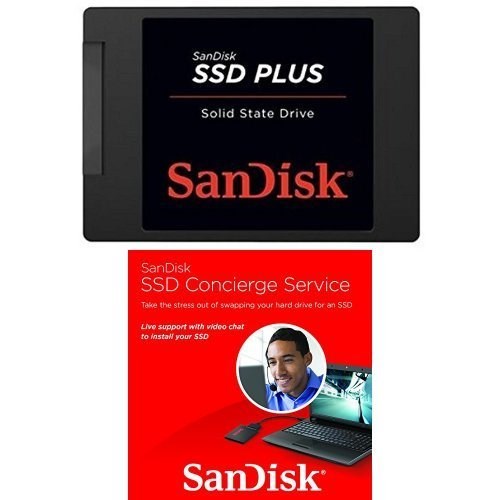 SanDisk
SSD PLUS
Solid State Drive
SanDisk®
SanDisk
SSD Concierge Service
Take the stress out of swapping your hard drive for an SSD
Live support with video chat
to install your SSD
SanDisk®